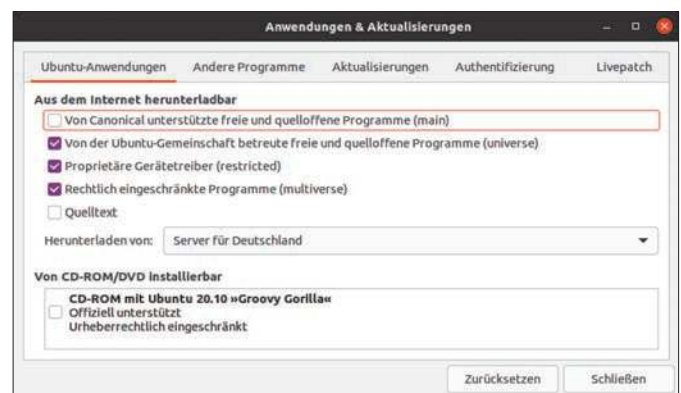 Anwendungen & Aktualisierungen
Ubuntu-Anwendungen Andere Programme Aktualisierungen Authentifizierung Livepatch
Aus dem Internet herunterladbar
Von Canonical unterstützte freie und quelloffene Programme (main)
Von der Ubuntu-Gemeinschaft betreute freie und quelloffene Programme (universe)
Proprietäre Gerätetreiber (restricted)
Rechtlich eingeschränkte Programme (multiverse)
Quelltext
Herunterladen von: Server für Deutschland
Von CD-ROM/DVD installierbar
CD-ROM mit Ubuntu 20.10 »Groovy Gorilla«
Offiziell unterstützt
Urheberrechtlich eingeschränkt
Zurücksetzen Schließen